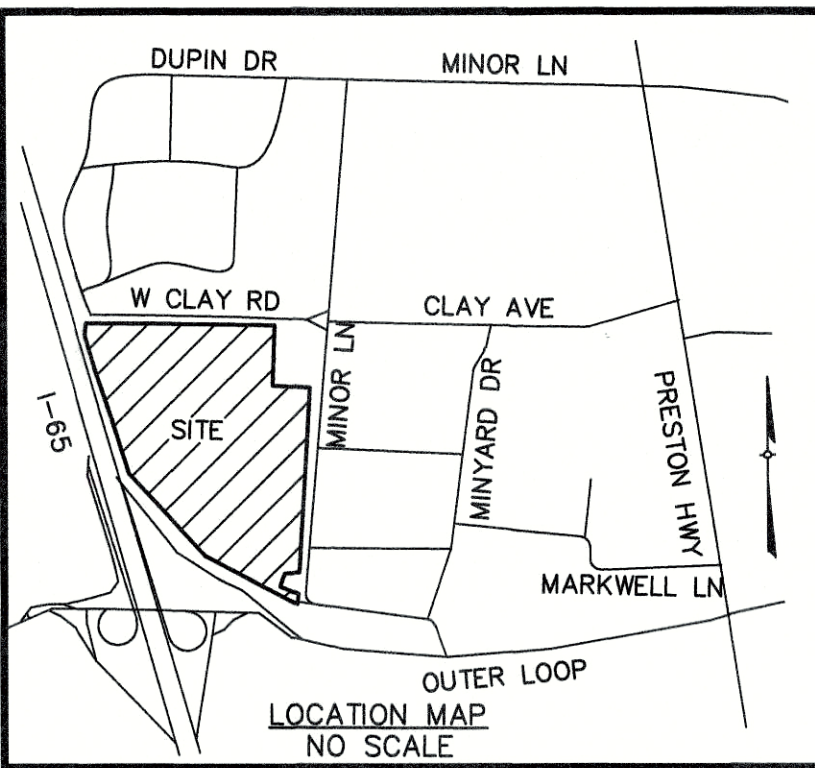 DUPIN DR
MINOR LN
W CLAY RD
CLAY AVE
MINOR LN
MINYARD DR
PRESTON HWY
I-65
SITE
MARKWELL LN
OUTER LOOP
LOCATION MAP
NO SCALE